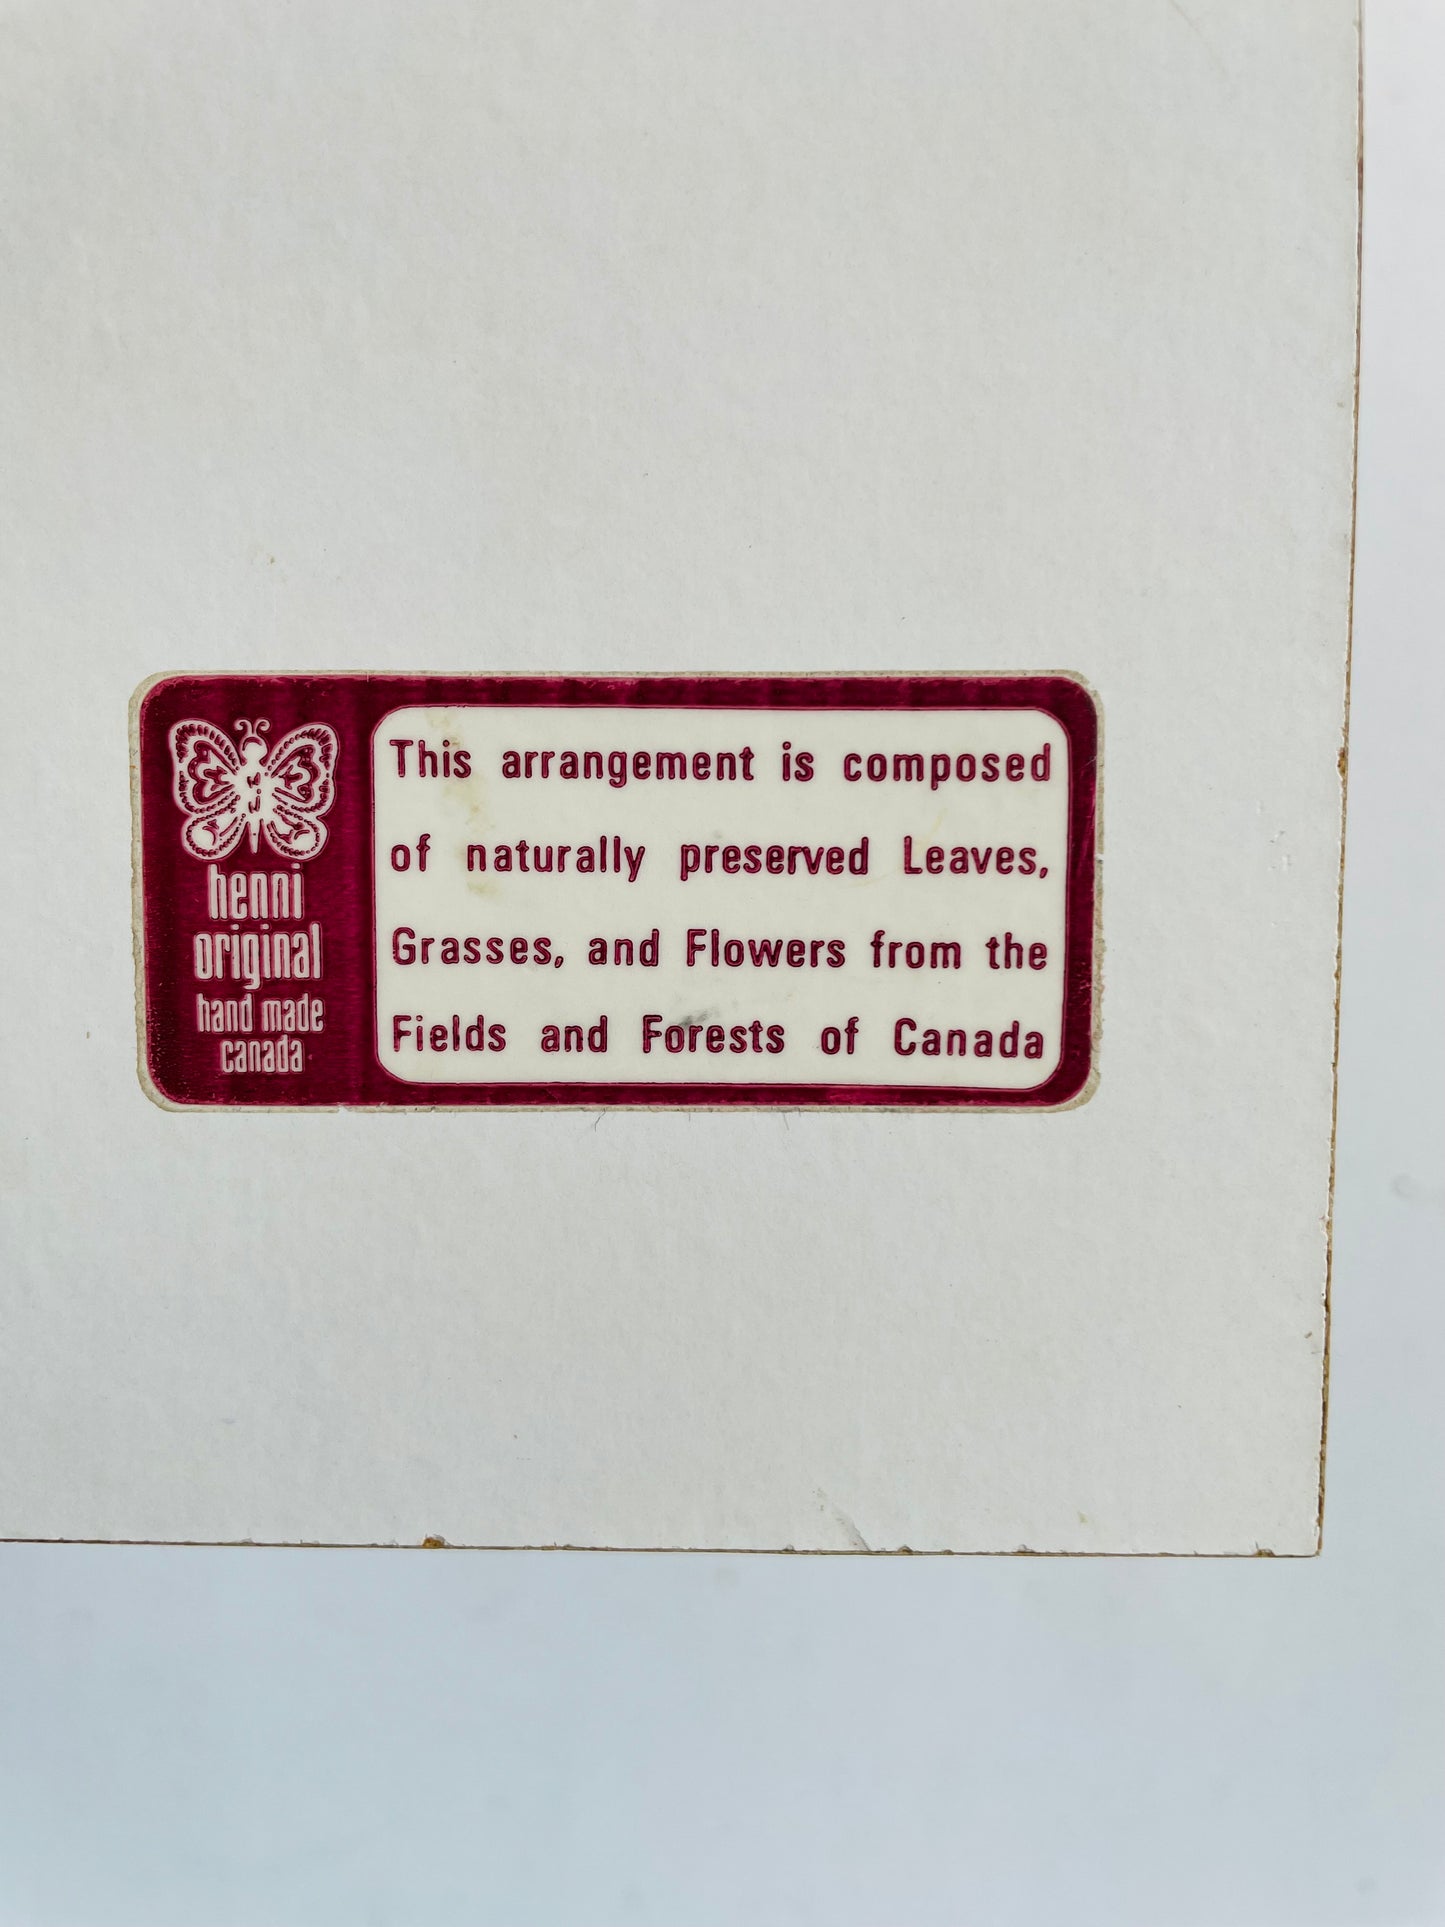 henni
original
hand made
canada
This arrangement is composed
of naturally preserved Leaves,
Grasses, and Flowers from the
Fields and Forests of Canada